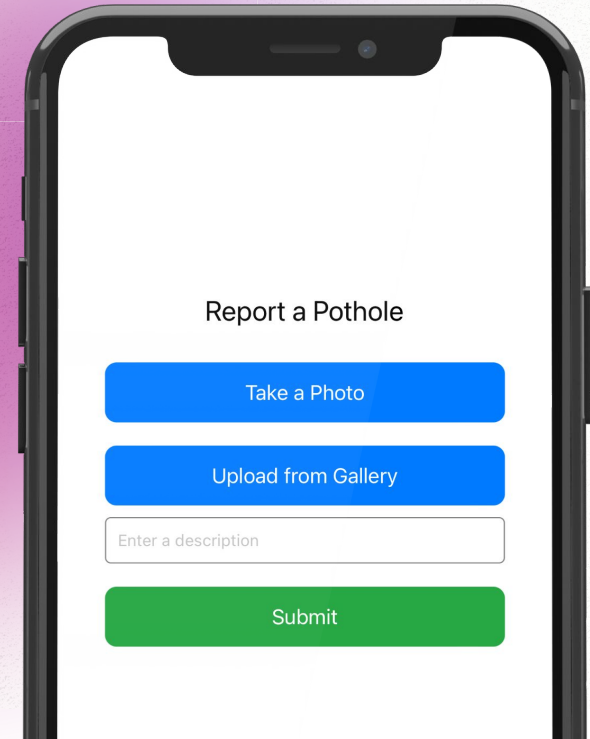 Report a Pothole
Take a Photo
Upload from Gallery
Enter a description
Submit